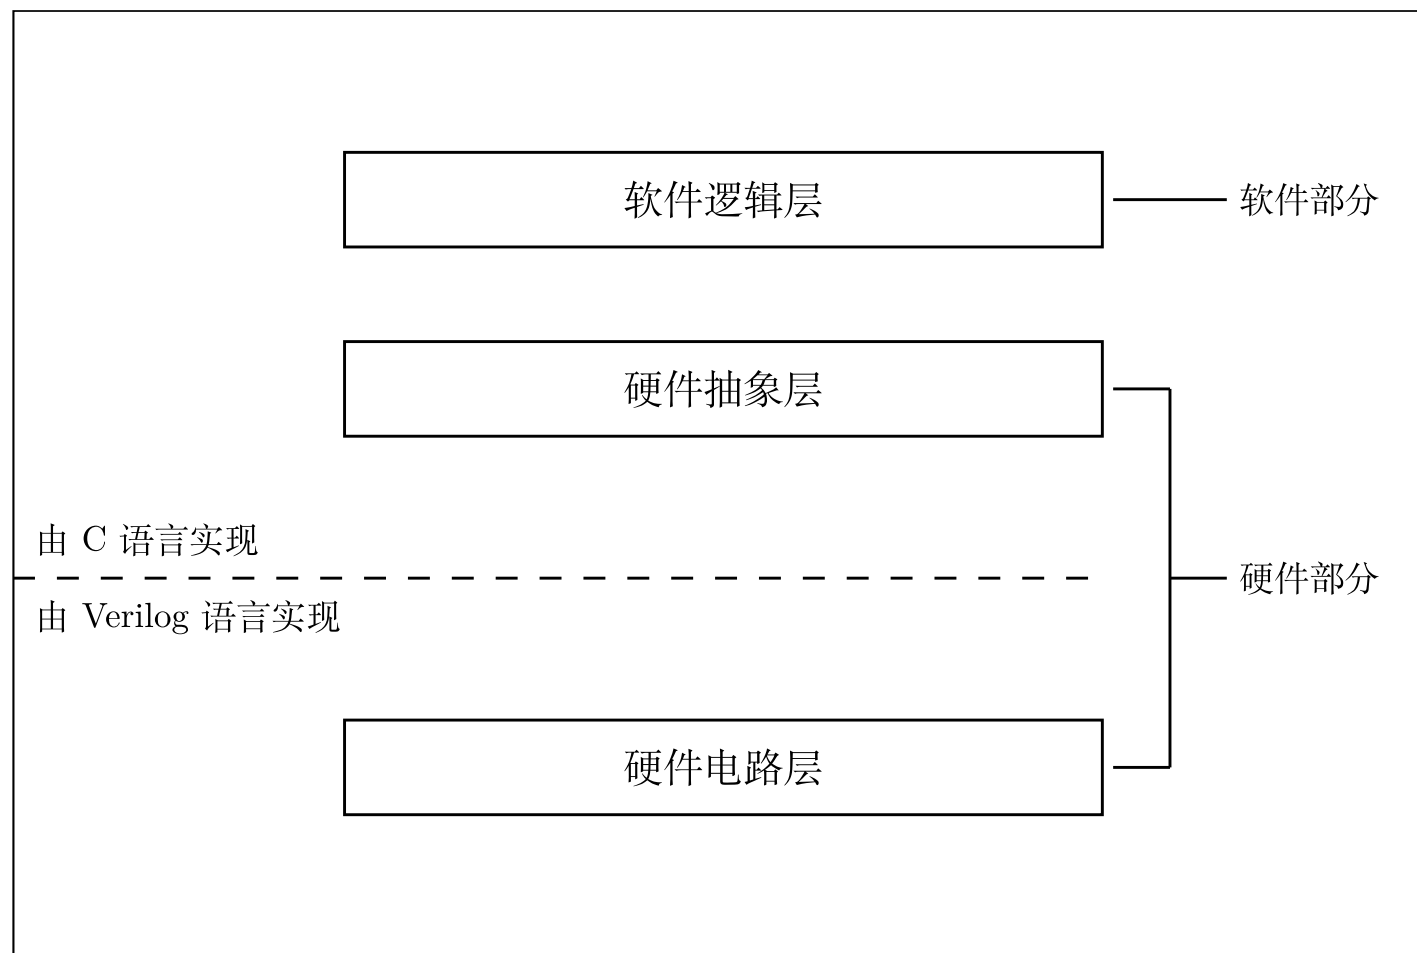 软件逻辑层
软件部分
硬件抽象层
由 C 语言实现
硬件部分
由 Verilog 语言实现
硬件电路层